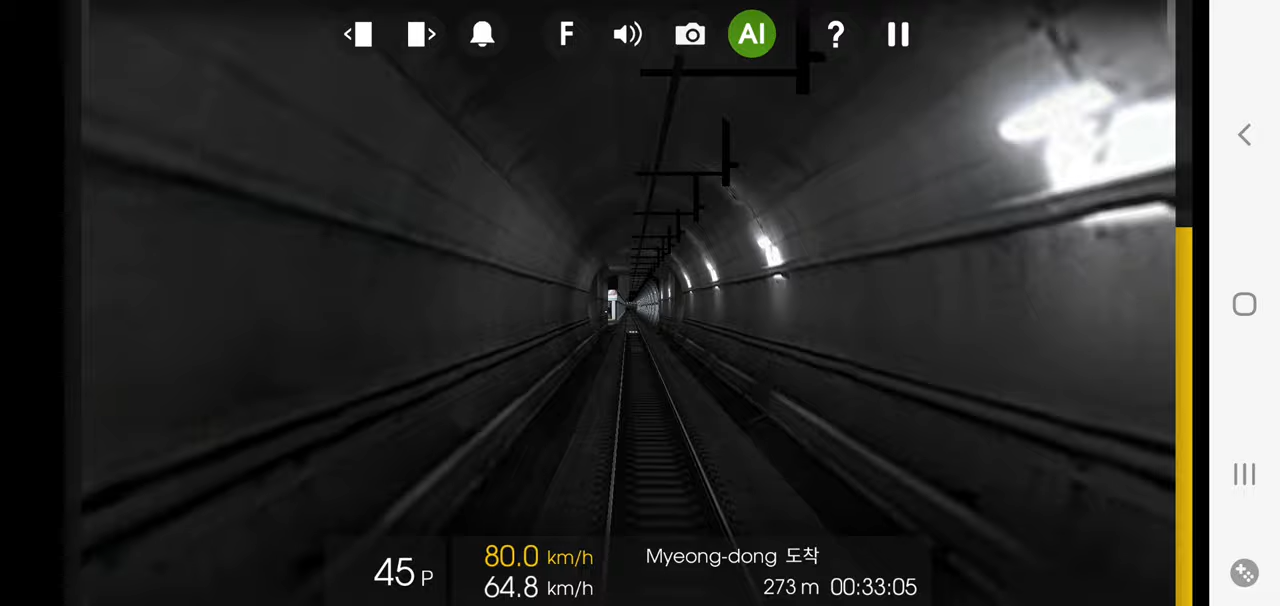 F AI ?
45 P
80.0 km/h
64.8 km/h
Myeong-dong 도착
273 m 00:33:05